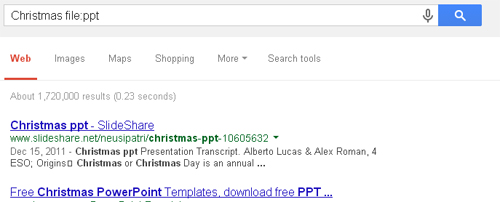 Christmas file:ppt
Web Images Maps Shopping More Search tools
About 1,720,000 results (0.23 seconds)
Christmas ppt - SlideShare
www.slideshare.net/neusipatri/christmas-ppt-10605632
Dec 15, 2011 - Christmas ppt Presentation Transcript. Alberto Lucas & Alex Roman, 4
ESO; Origins Christmas or Christmas Day is an annual ...
Free Christmas PowerPoint Templates, download free PPT ...